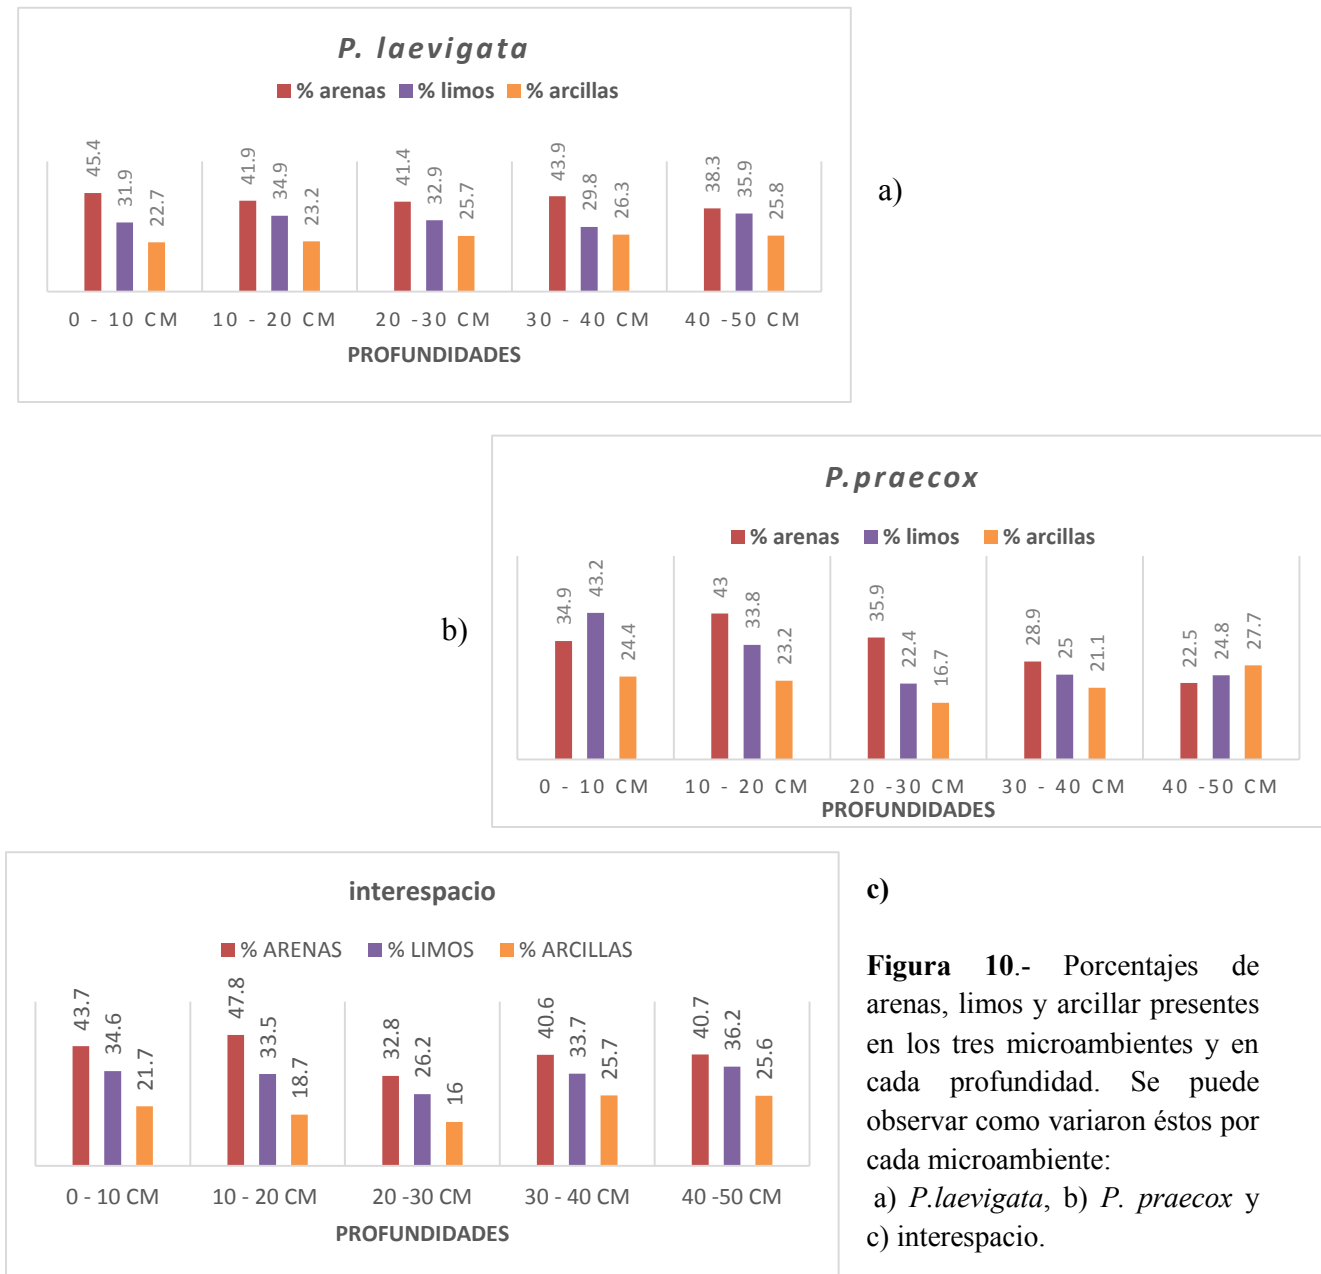 P. laevigata
% arenas % limos % arcillas
45.4 31.9 22.7 41.9 34.9 23.2 41.4 32.9 25.7 43.9 29.8 26.3 38.3 35.9 25.8
0 - 10 CM 10 - 20 CM 20 -30 CM 30 - 40 CM 40 -50 CM
PROFUNDIDADES
a)
P.praecox
% arenas % limos % arcillas
34.9 43.2 24.4 43 33.8 23.2 35.9 22.4 16.7 28.9 25 21.1 22.5 24.8 27.7
0 - 10 CM 10 - 20 CM 20 -30 CM 30 - 40 CM 40 -50 CM
PROFUNDIDADES
b)
interespacio
% ARENAS % LIMOS % ARCILLAS
43.7 34.6 21.7 47.8 33.5 18.7 32.8 26.2 16 40.6 33.7 25.7 40.7 36.2 25.6
0 - 10 CM 10 - 20 CM 20 -30 CM 30 - 40 CM 40 -50 CM
PROFUNDIDADES
c)
Figura 10.- Porcentajes de
arenas, limos y arcillar presentes
en los tres microambientes y en
cada profundidad. Se puede
observar como variaron éstos por
cada microambiente:
a) P.laevigata, b) P. praecox y
c) interespacio.